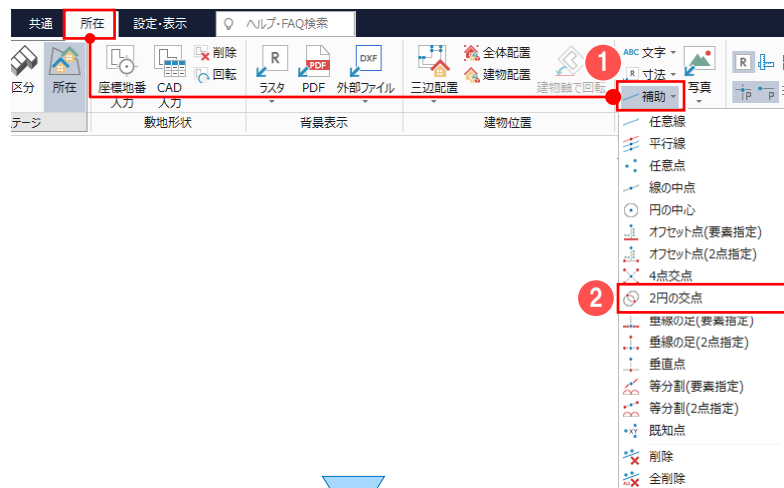 共通 所在 設定・表示 ヘルプ・FAQ検索
区分 所在 座標地番入力 CAD入力 削除 回転 R ラスタ PDF PDF DXF 外部ファイル 三辺配置 全体配置 建物配置 建物軸で回転 1 ABC 文字 R 寸法 補助 写真 R P P
テージ 敷地形状 背景表示 建物位置
任意線
平行線
任意点
線の中点
円の中心
オフセット点(要素指定)
オフセット点(2点指定)
4点交点
2 2円の交点
垂線の足(要素指定)
垂線の足(2点指定)
垂直点
等分割(要素指定)
等分割(2点指定)
XY 既知点
削除
ALL 全削除